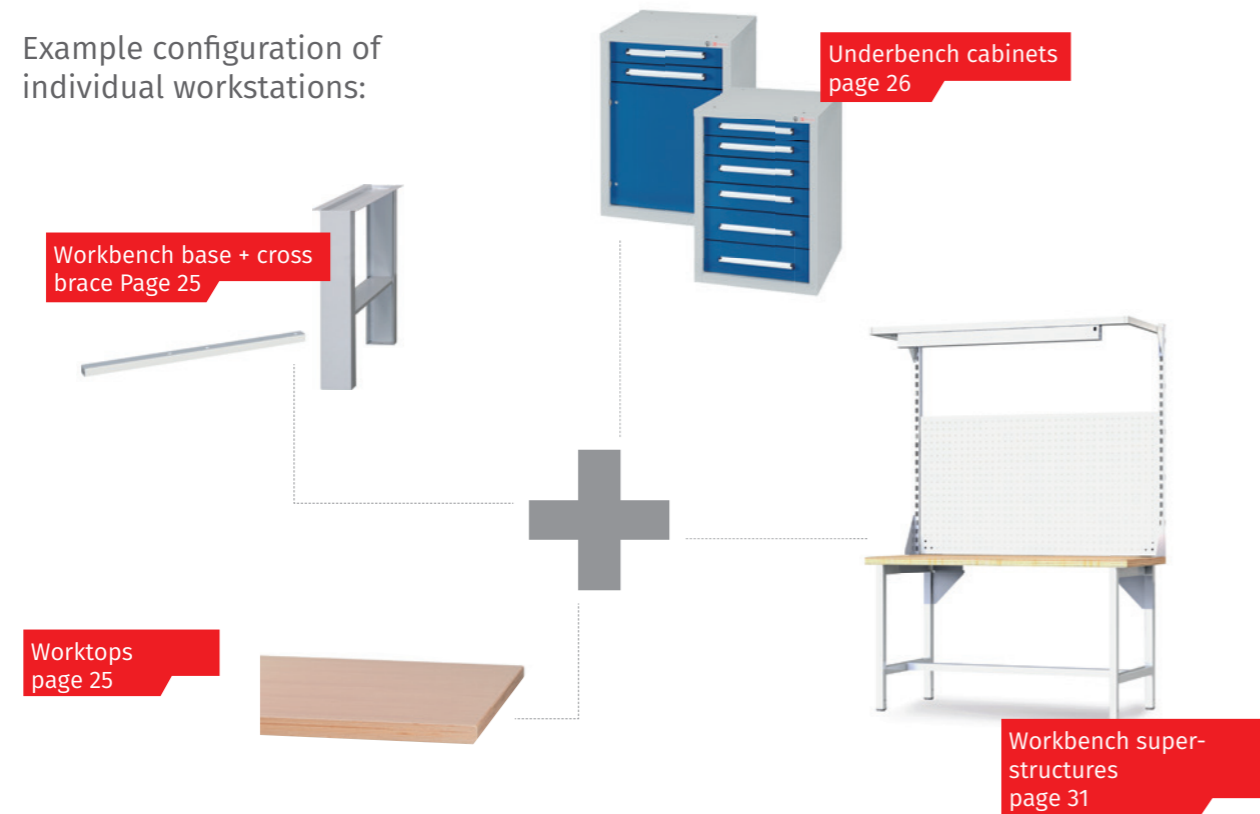 Example configuration of
individual workstations:
Underbench cabinets
page 26
Workbench base + cross
brace Page 25
Worktops
page 25
Workbench super-
structures
page 31